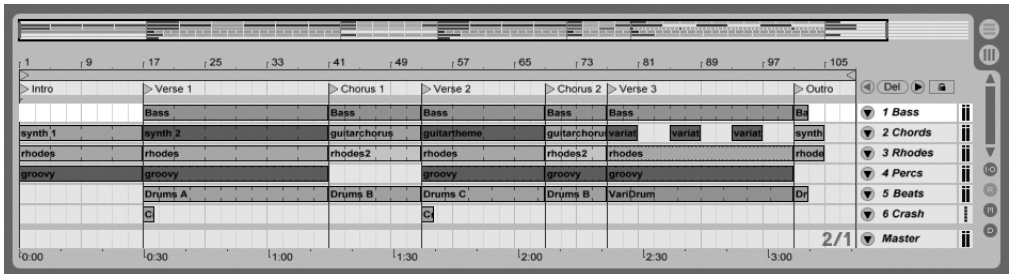 1 9 17 25 33 41 49 57 65 73 81 89 97 105
Intro Verse 1 Chorus 1 Verse 2 Chorus 2 Verse 3 Outro Del
Bass Bass Bass Bass Bass Ba 1 Bass
synth 1 synth 2 guitarchorus guitartheme guitarchorus variat variat variat synth 2 Chords
rhodes rhodes rhodes2 rhodes rhodes2 rhodes rhode 3 Rhodes
groovy groovy groovy groovy groovy 4 Percs
Drums A Drums B Drums C Drums B VariDrum Dr 5 Beats
C 6 Crash
2/1 Master
0:00 0:30 1:00 1:30 2:00 2:30 3:00
I·O
R
M
D